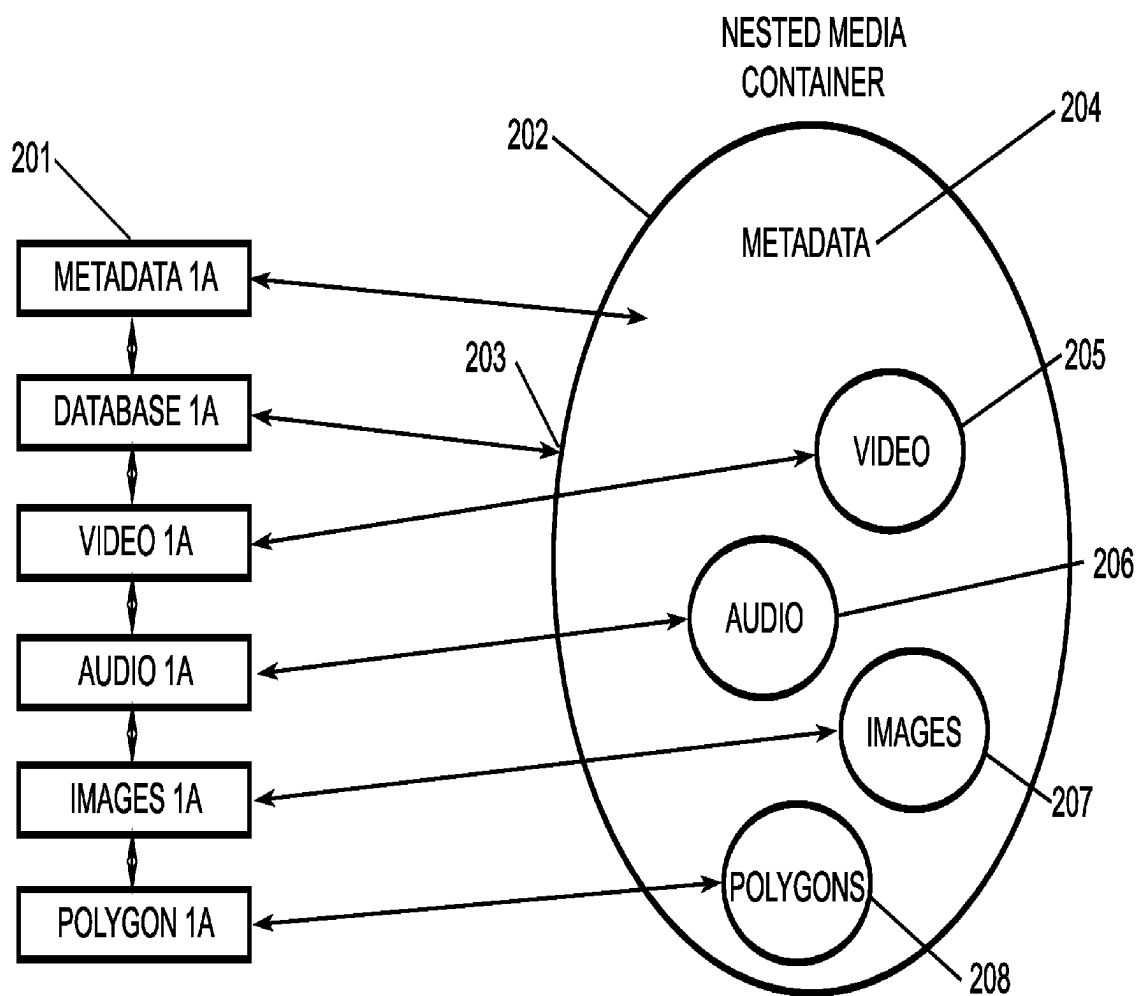 NESTED MEDIA
CONTAINER
204
202
201
METADATA
METADATA 1A
203
205
DATABASE 1A
VIDEO
VIDEO 1A
206
AUDIO
AUDIO 1A
IMAGES
IMAGES 1A
207
POLYGONS
POLYGON 1A
208